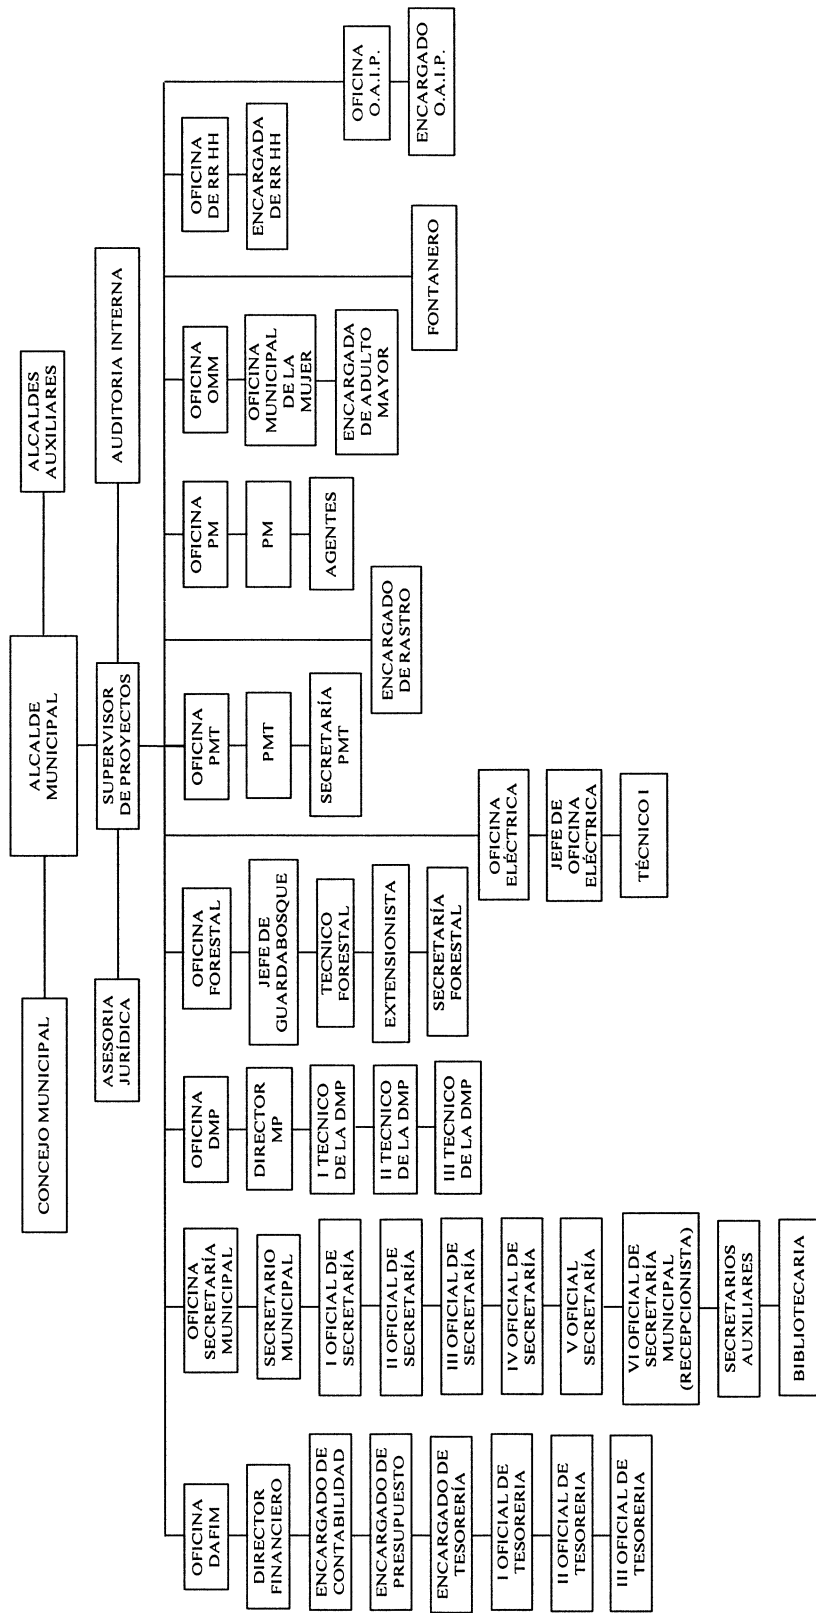 CONCEJO MUNICIPAL
ALCALDE
MUNICIPAL
ALCALDES
AUXILIARES
ASESORIA
JURÍDICA
SUPERVISOR
DE PROYECTOS
AUDITORIA INTERNA
OFICINA
DAFIM
DIRECTOR
FINANCIERO
ENCARGADO DE
CONTABILIDAD
ENCARGADO DE
PRESUPUESTO
ENCARGADO DE
TESORERÍA
I OFICIAL DE
TESORERIA
II OFICIAL DE
TESORERIA
III OFICIAL DE
TESORERIA
OFICINA
SECRETARÍA
MUNICIPAL
SECRETARIO
MUNICIPAL
I OFICIAL DE
SECRETARÍA
II OFICIAL DE
SECRETARÍA
III OFICIAL DE
SECRETARÍA
IV OFICIAL DE
SECRETARÍA
V OFICIAL
SECRETARÍA
VI OFICIAL DE
SECRETARÍA
MUNICIPAL
(RECEPCIONISTA)
SECRETARIOS
AUXILIARES
BIBLIOTECARIA
OFICINA
DMP
DIRECTOR
MP
I TECNICO
DE LA DMP
II TECNICO
DE LA DMP
III TECNICO
DE LA DMP
OFICINA
FORESTAL
JEFE DE
GUARDABOSQUE
TECNICO
FORESTAL
EXTENSIONISTA
SECRETARÍA
FORESTAL
OFICINA
ELÉCTRICA
JEFE DE
OFICINA
ELÉCTRICA
TÉCNICO I
OFICINA
PMT
PMT
SECRETARÍA
PMT
ENCARGADO
DE RASTRO
OFICINA
PM
PM
AGENTES
OFICINA
OMM
OFICINA
MUNICIPAL
DE LA
MUJER
ENCARGADA
DE ADULTO
MAYOR
FONTANERO
OFICINA
DE RR HH
ENCARGADA
DE RR HH
OFICINA
O.A.I.P.
ENCARGADO
O.A.I.P.